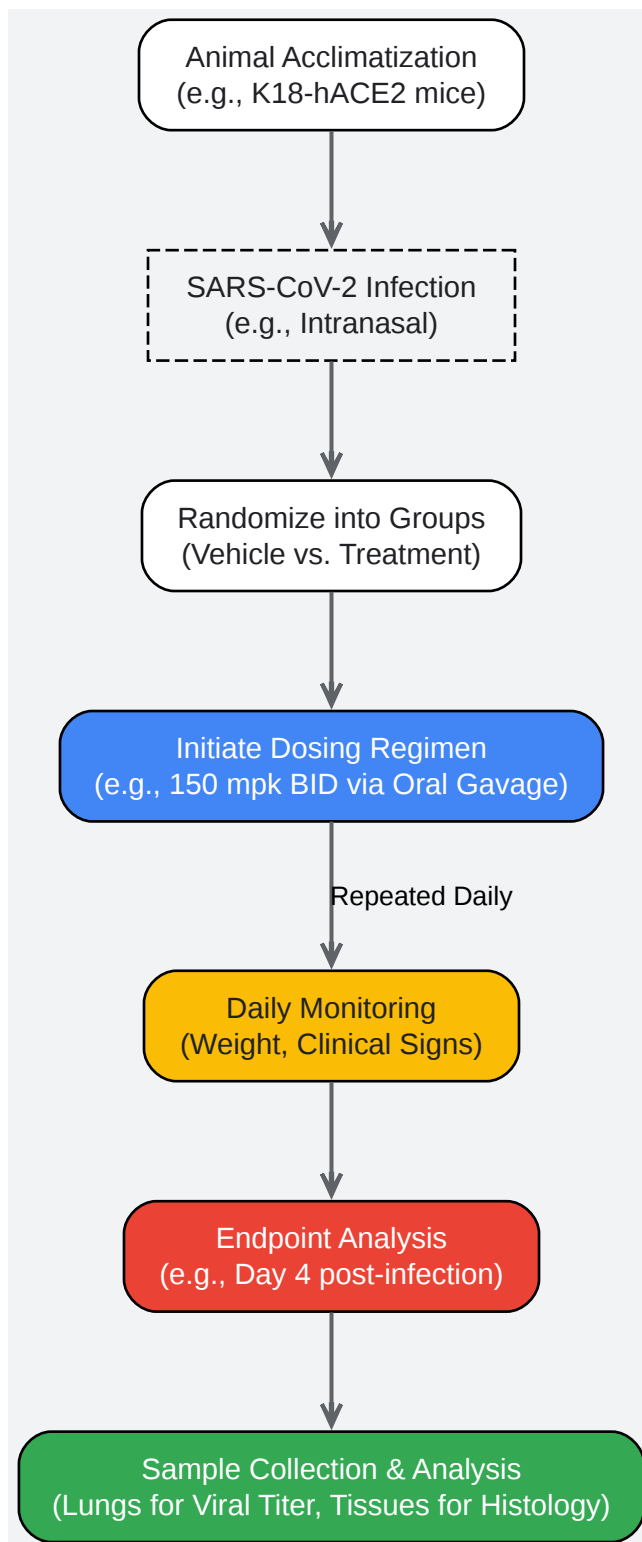 Animal Acclimatization
(e.g., K18-hACE2 mice)
SARS-CoV-2 Infection
(e.g., Intranasal)
Randomize into Groups
(Vehicle vs. Treatment)
Initiate Dosing Regimen
(e.g., 150 mpk BID via Oral Gavage)
Repeated Daily
Daily Monitoring
(Weight, Clinical Signs)
Endpoint Analysis
(e.g., Day 4 post-infection)
Sample Collection & Analysis
(Lungs for Viral Titer, Tissues for Histology)